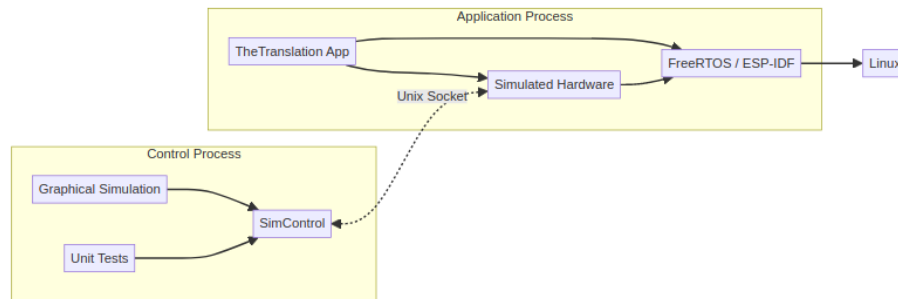 Application Process
TheTranslation App
FreeRTOS / ESP-IDF
Linux
Simulated Hardware
Unix Socket
Control Process
Graphical Simulation
SimControl
Unit Tests